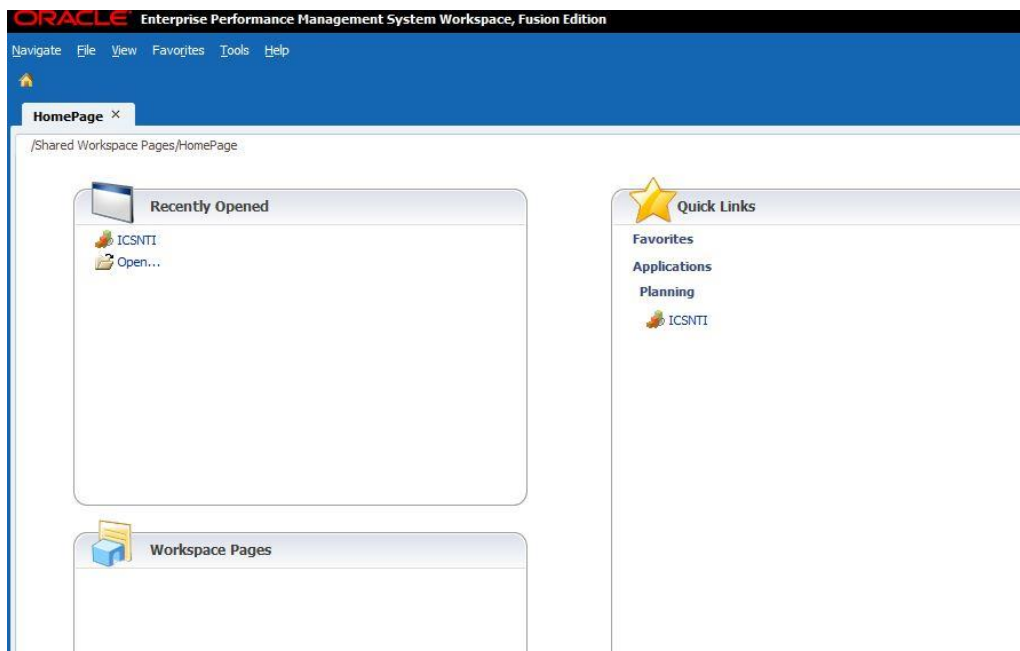 ORACLE Enterprise Performance Management System Workspace, Fusion Edition
Navigate File View Favorites Tools Help
HomePage ×
/Shared Workspace Pages/HomePage
Recently Opened
ICSNTI
Open...
Workspace Pages
Quick Links
Favorites
Applications
Planning
ICSNTI